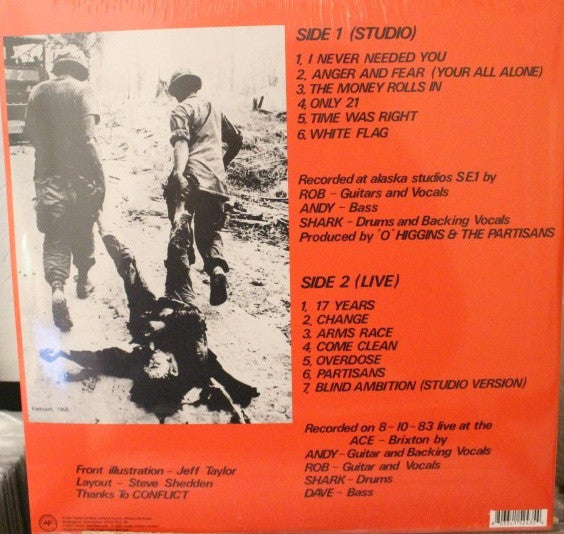 SIDE 1 (STUDIO)
1, I NEVER NEEDED YOU
2, ANGER AND FEAR (YOUR ALL ALONE)
3, THE MONEY ROLLS IN
4, ONLY 21
5, TIME WAS RIGHT
6, WHITE FLAG
Recorded at alaska studios S.E.1 by
ROB - Guitars and Vocals
ANDY - Bass
SHARK - Drums and Backing Vocals
Produced by 'O' HIGGINS & THE PARTISANS
SIDE 2 (LIVE)
1, 17 YEARS
2, CHANGE
3, ARMS RACE
4, COME CLEAN
5, OVERDOSE
6, PARTISANS
7, BLIND AMBITION (STUDIO VERSION)
Recorded on 8-10-83 live at the
ACE - Brixton by
ANDY-Guitar and Backing Vocals
ROB - Guitar and Vocals
SHARK - Drums
DAVE - Bass
Vietnam, 1968.
Front illustration - Jeff Taylor
Layout - Steve Shedden
Thanks To CONFLICT
AP